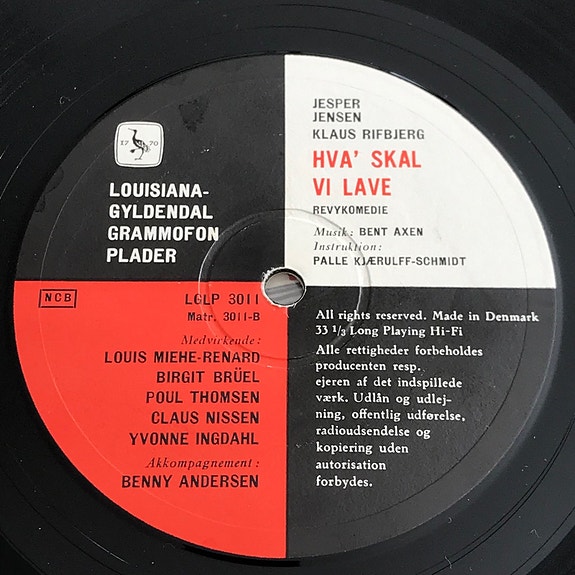 17 70
LOUISIANA-
GYLDENDAL
GRAMMOFON
PLADER
JESPER
JENSEN
KLAUS RIFBJERG
HVA' SKAL
VI LAVE
REVYKOMEDIE
Musik: BENT AXEN
Instruktion:
PALLE KJÆRULFF-SCHMIDT
NCB
LGLP 3011
Matr. 3011-B
Medvirkende:
LOUIS MIEHE-RENARD
BIRGIT BRÜEL
POUL THOMSEN
CLAUS NISSEN
YVONNE INGDAHL
Akkompagnement:
BENNY ANDERSEN
All rights reserved. Made in Denmark
33 1/3 Long Playing Hi-Fi
Alle rettigheder forbeholdes
producenten resp.
ejeren af det indspillede
værk. Udlån og udlej-
ning, offentlig udførelse,
radioudsendelse og
kopiering uden
autorisation
forbydes.